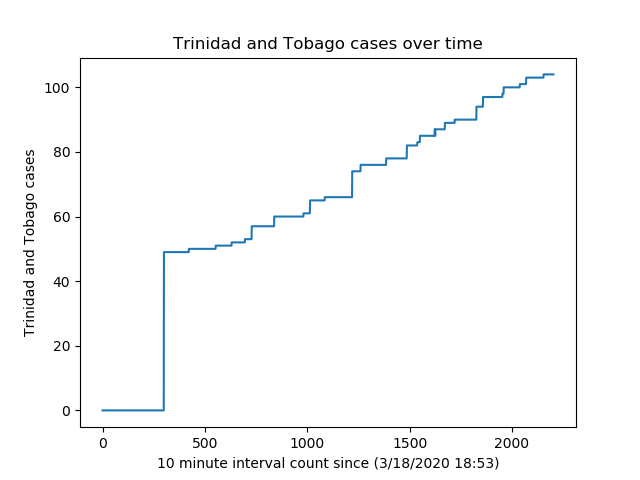 Trinidad and Tobago cases over time
Trinidad and Tobago cases
100
80
60
40
20
0
0 500 1000 1500 2000
10 minute interval count since (3/18/2020 18:53)